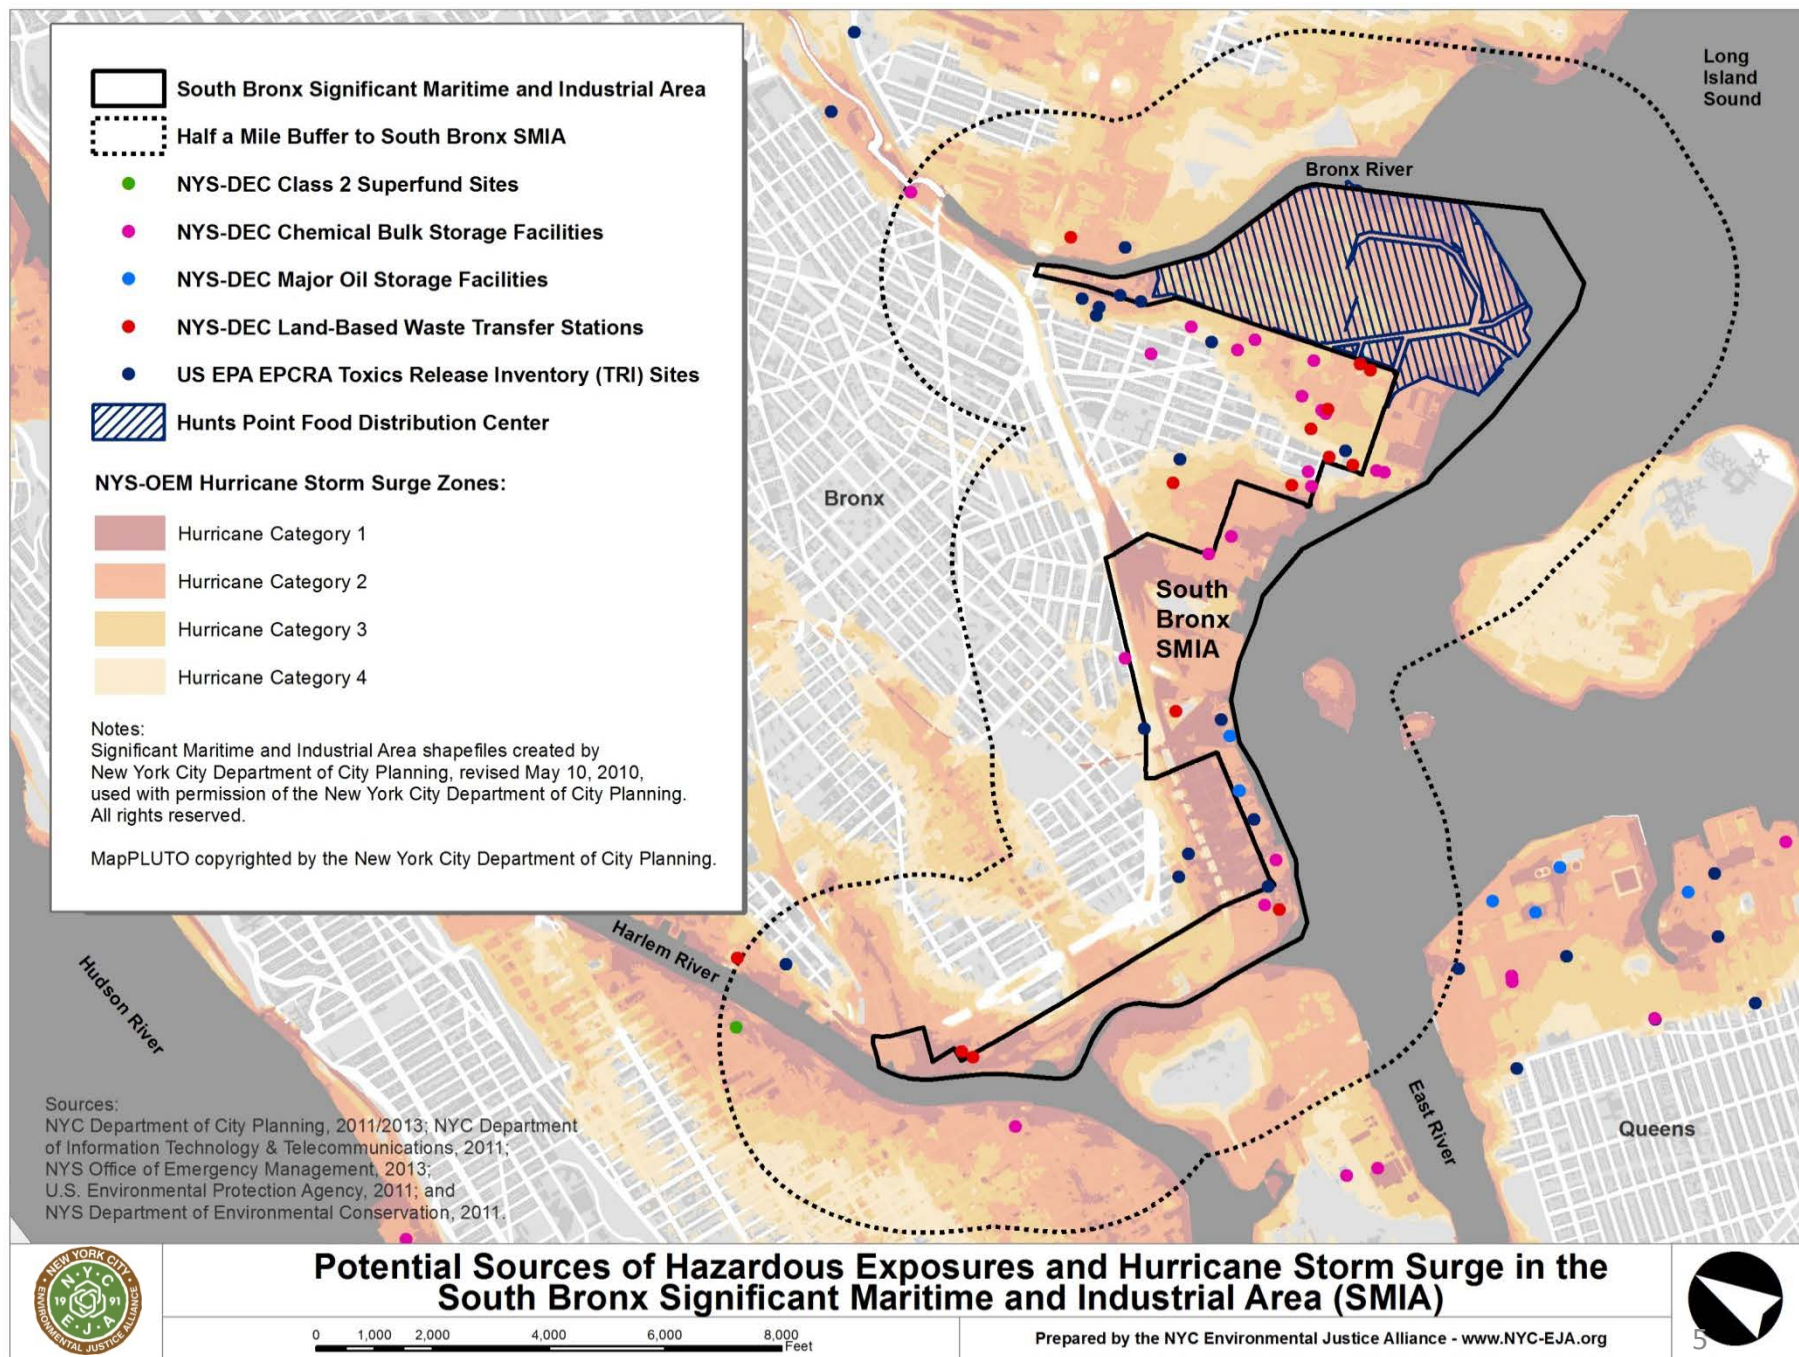 South Bronx Significant Maritime and Industrial Area
Half a Mile Buffer to South Bronx SMIA
NYS-DEC Class 2 Superfund Sites
NYS-DEC Chemical Bulk Storage Facilities
NYS-DEC Major Oil Storage Facilities
NYS-DEC Land-Based Waste Transfer Stations
US EPA EPCRA Toxics Release Inventory (TRI) Sites
Hunts Point Food Distribution Center
NYS-OEM Hurricane Storm Surge Zones:
Hurricane Category 1
Hurricane Category 2
Hurricane Category 3
Hurricane Category 4
Notes:
Significant Maritime and Industrial Area shapefiles created by
New York City Department of City Planning, revised May 10, 2010,
used with permission of the New York City Department of City Planning.
All rights reserved.
MapPLUTO copyrighted by the New York City Department of City Planning.
Long
Island
Sound
Bronx River
Bronx
South
Bronx
SMIA
Harlem River
Hudson River
East River
Queens
Sources:
NYC Department of City Planning, 2011/2013; NYC Department
of Information Technology & Telecommunications, 2011;
NYS Office of Emergency Management, 2013;
U.S. Environmental Protection Agency, 2011; and
NYS Department of Environmental Conservation, 2011.
NEW YORK CITY
ENVIRONMENTAL JUSTICE ALLIANCE
N·Y·C
19 91
E·J·A
Potential Sources of Hazardous Exposures and Hurricane Storm Surge in the
South Bronx Significant Maritime and Industrial Area (SMIA)
0 1,000 2,000 4,000 6,000 8,000
Feet
Prepared by the NYC Environmental Justice Alliance - www.NYC-EJA.org
5